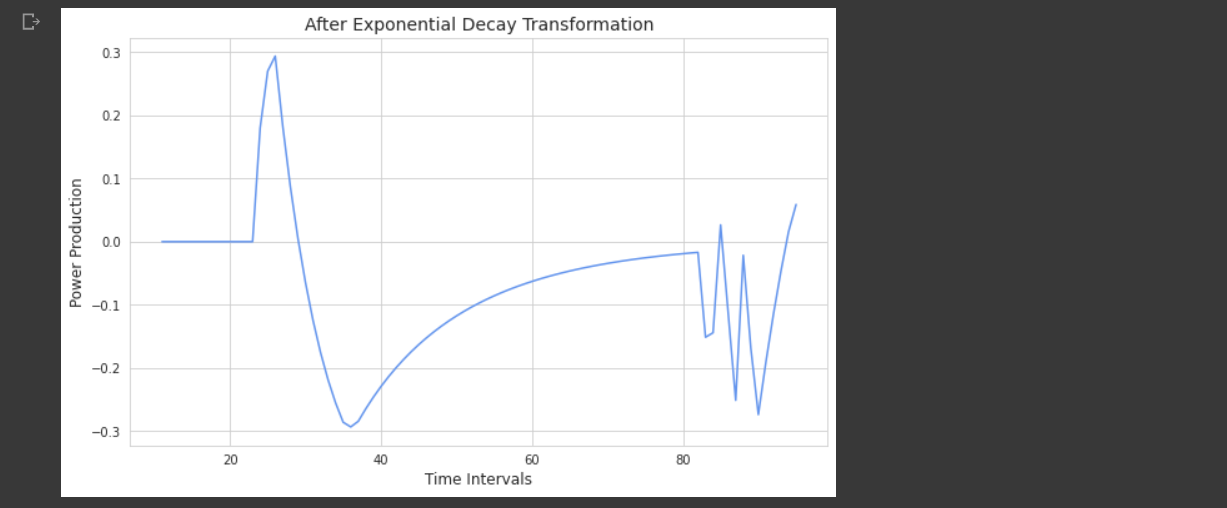 After Exponential Decay Transformation
0.3
0.2
0.1
0.0
−0.1
−0.2
−0.3
Power Production
20 40 60 80
Time Intervals